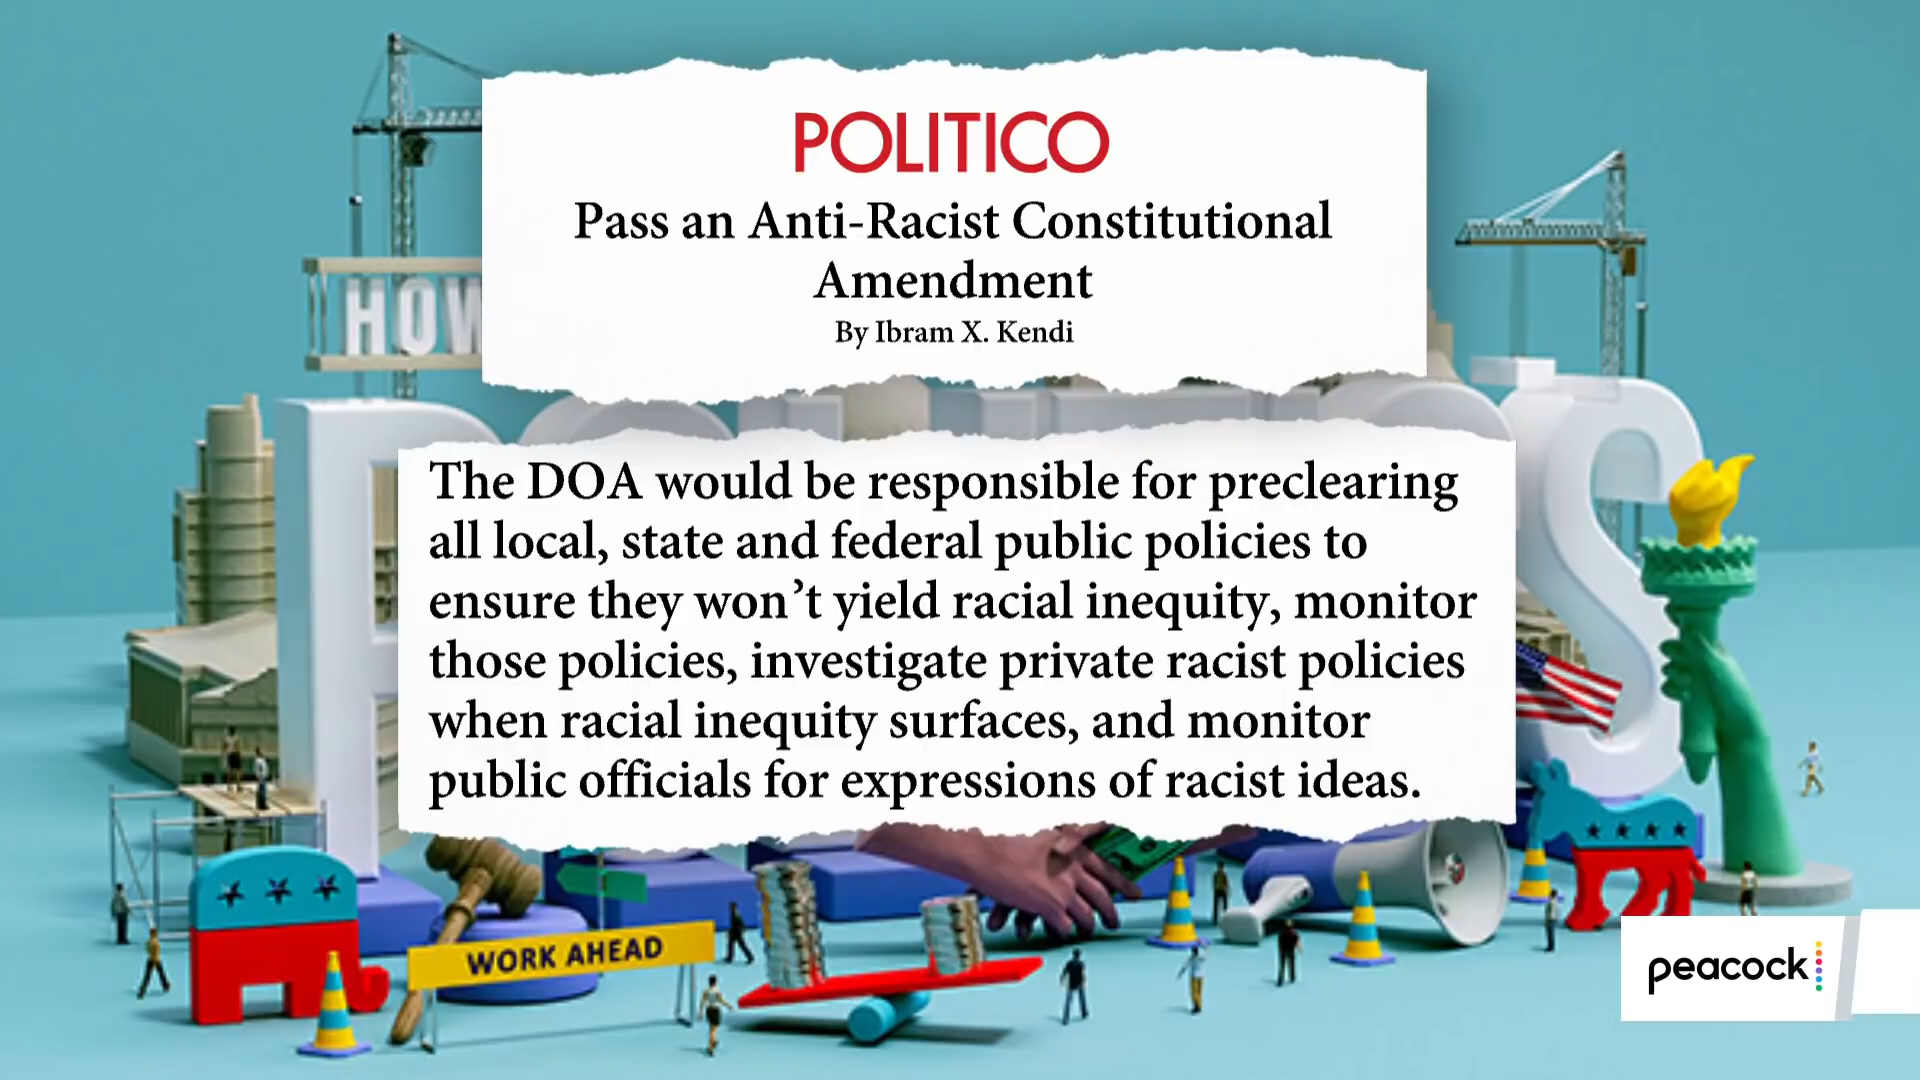 POLITICO
Pass an Anti-Racist Constitutional
Amendment
By Ibram X. Kendi
HOW
The DOA would be responsible for preclearing
all local, state and federal public policies to
ensure they won’t yield racial inequity, monitor
those policies, investigate private racist policies
when racial inequity surfaces, and monitor
public officials for expressions of racist ideas.
WORK AHEAD
peacock